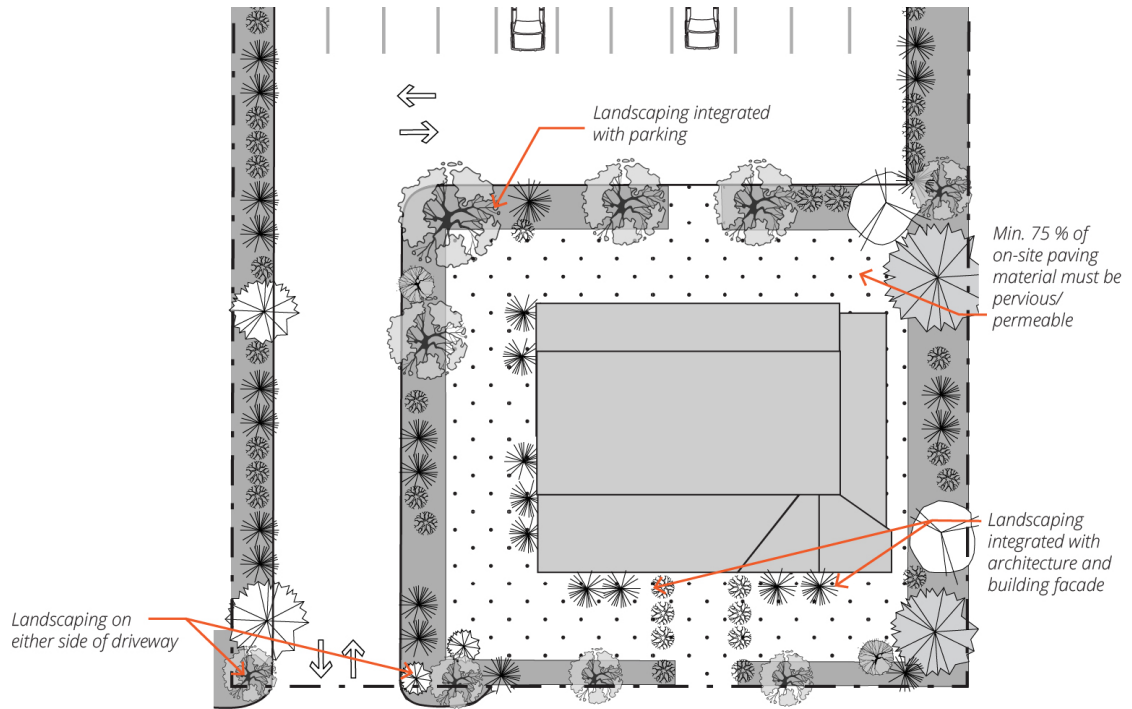 Landscaping integrated
with parking
Min. 75 % of
on-site paving
material must be
pervious/
permeable
Landscaping
integrated with
architecture and
building facade
Landscaping on
either side of driveway